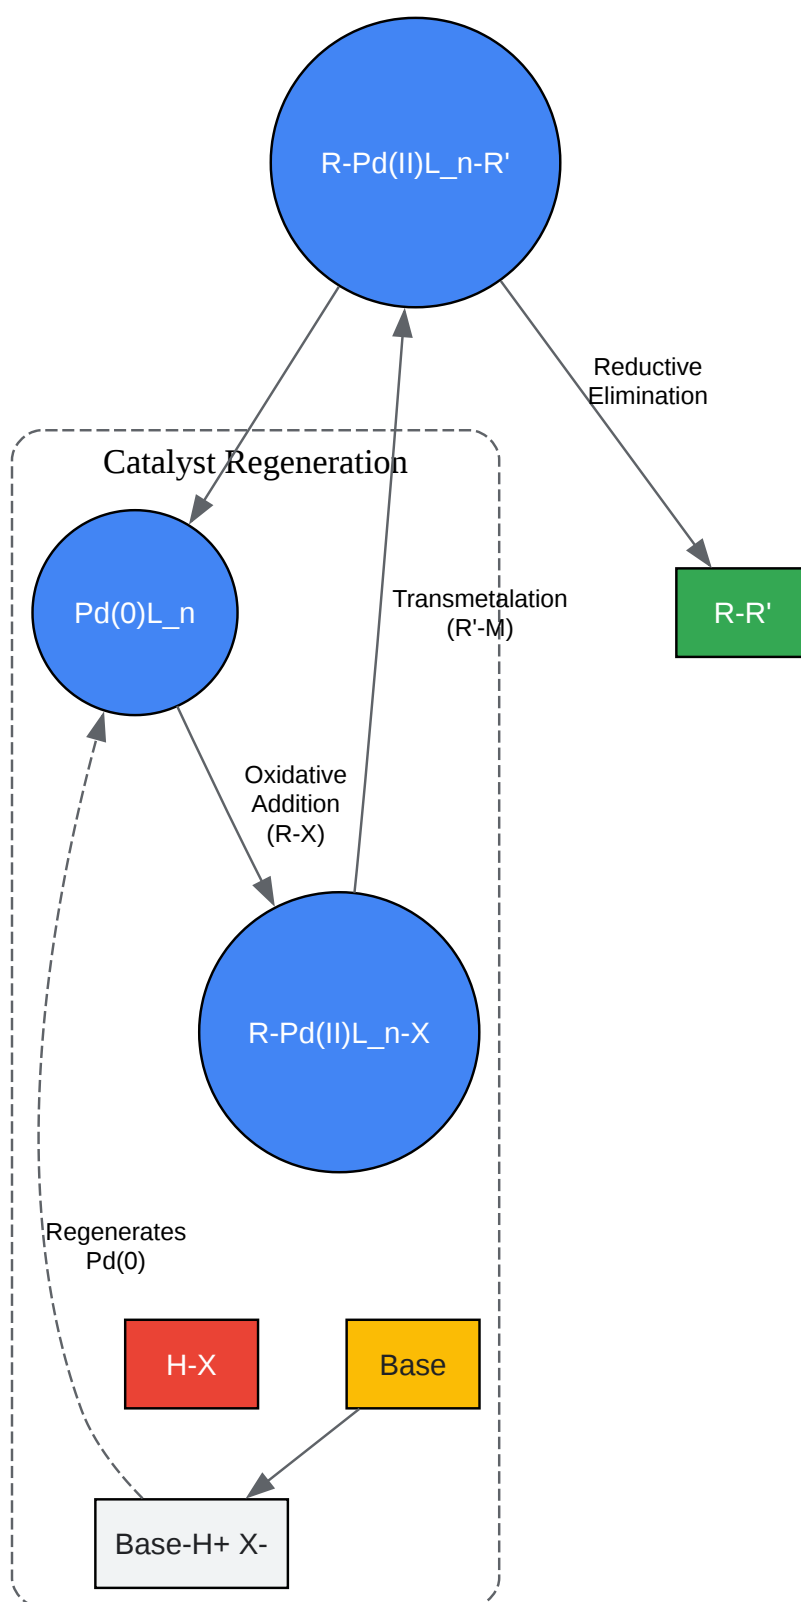 R-Pd(II)L_n-R'
Reductive
Elimination
Catalyst Regeneration
Pd(0)L_n
Transmetalation
(R'-M)
R-R'
Oxidative
Addition
(R-X)
R-Pd(II)L_n-X
Regenerates
Pd(0)
H-X
Base
Base-H+ X-